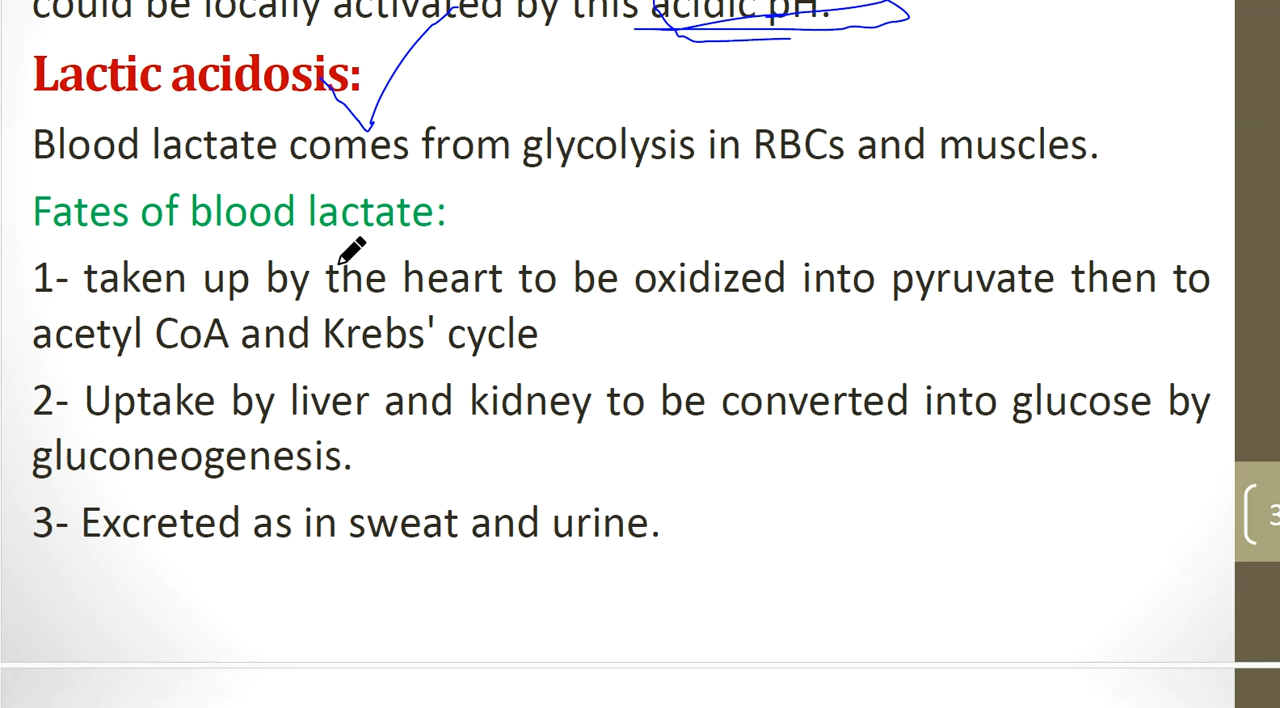 could be locally activated by this acidic pH.
Lactic acidosis:
Blood lactate comes from glycolysis in RBCs and muscles.
Fates of blood lactate:
1- taken up by the heart to be oxidized into pyruvate then to
acetyl CoA and Krebs' cycle
2- Uptake by liver and kidney to be converted into glucose by
gluconeogenesis.
3- Excreted as in sweat and urine.